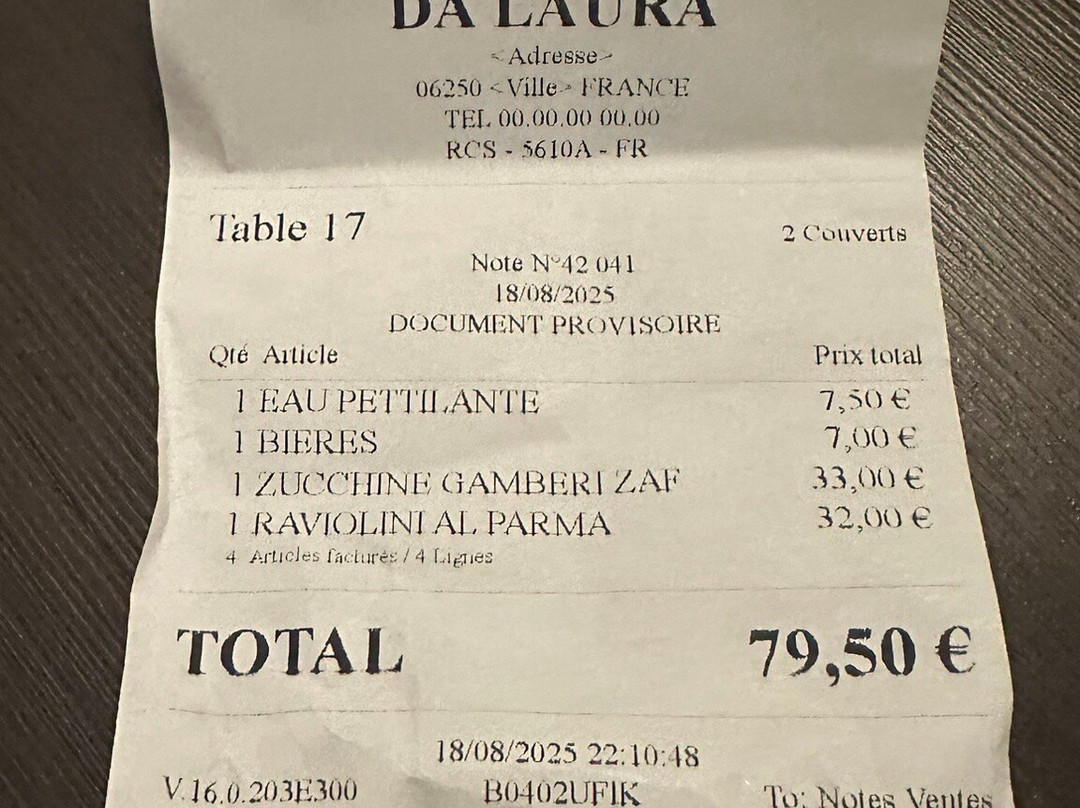 DA LAURA
<Adresse>
06250 <Ville> FRANCE
TEL 00.00.00 00.00
RCS - 5610A - FR
Table 17 2 Couverts
Note N°42 041
18/08/2025
DOCUMENT PROVISOIRE
Qté Article Prix total
1 EAU PETTILANTE 7,50 €
1 BIERES 7,00 €
1 ZUCCHINE GAMBERI ZAF 33,00 €
1 RAVIOLINI AL PARMA 32,00 €
4 Articles facturés / 4 Lignes
TOTAL 79,50 €
18/08/2025 22:10:48
V.16.0.203E300 B0402UFIK To: Notes Ventes